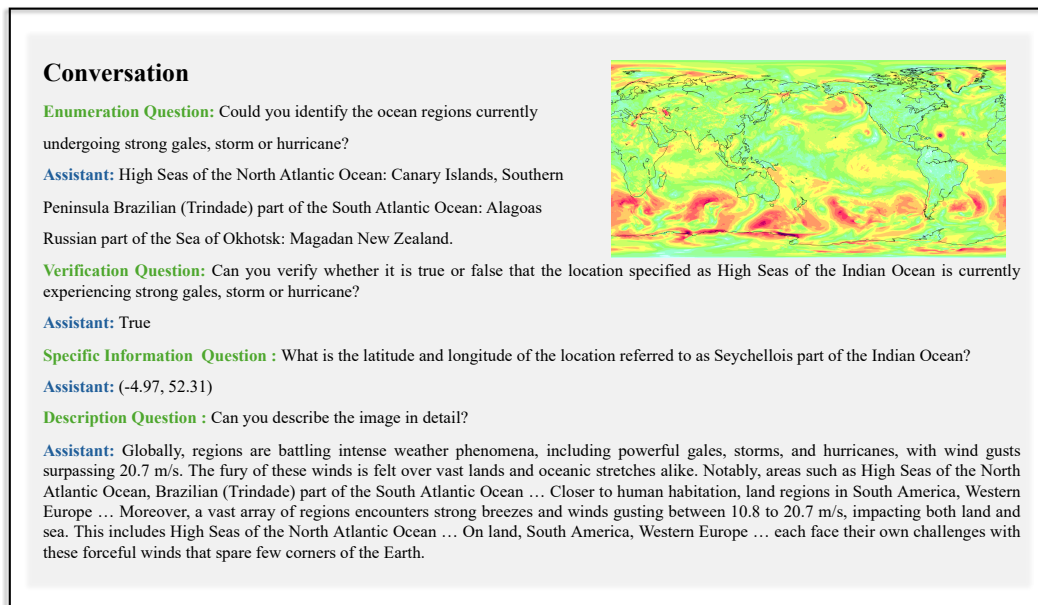 Conversation
Enumeration Question: Could you identify the ocean regions currently
undergoing strong gales, storm or hurricane?
Assistant: High Seas of the North Atlantic Ocean: Canary Islands, Southern
Peninsula Brazilian (Trindade) part of the South Atlantic Ocean: Alagoas
Russian part of the Sea of Okhotsk: Magadan New Zealand.
Verification Question: Can you verify whether it is true or false that the location specified as High Seas of the Indian Ocean is currently
experiencing strong gales, storm or hurricane?
Assistant: True
Specific Information Question : What is the latitude and longitude of the location referred to as Seychellois part of the Indian Ocean?
Assistant: (-4.97, 52.31)
Description Question : Can you describe the image in detail?
Assistant: Globally, regions are battling intense weather phenomena, including powerful gales, storms, and hurricanes, with wind gusts
surpassing 20.7 m/s. The fury of these winds is felt over vast lands and oceanic stretches alike. Notably, areas such as High Seas of the North
Atlantic Ocean, Brazilian (Trindade) part of the South Atlantic Ocean … Closer to human habitation, land regions in South America, Western
Europe … Moreover, a vast array of regions encounters strong breezes and winds gusting between 10.8 to 20.7 m/s, impacting both land and
sea. This includes High Seas of the North Atlantic Ocean … On land, South America, Western Europe … each face their own challenges with
these forceful winds that spare few corners of the Earth.